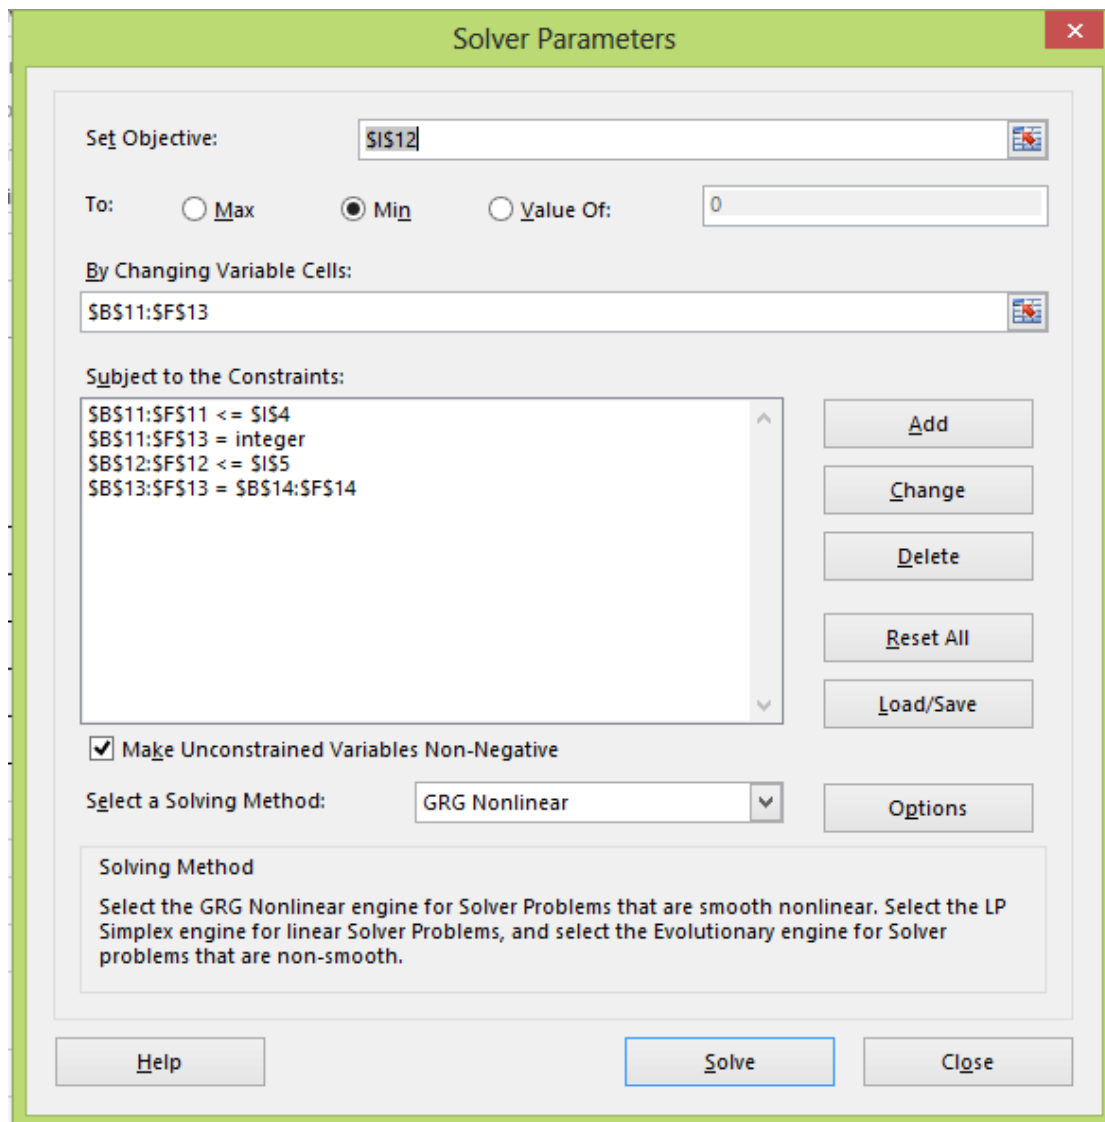 Solver Parameters
Set Objective: $I$12
To: Max Min Value Of: 0
By Changing Variable Cells:
$B$11:$F$13
Subject to the Constraints:
$B$11:$F$11 <= $I$4
$B$11:$F$13 = integer
$B$12:$F$12 <= $I$5
$B$13:$F$13 = $B$14:$F$14
Add
Change
Delete
Reset All
Load/Save
Make Unconstrained Variables Non-Negative
Select a Solving Method: GRG Nonlinear Options
Solving Method
Select the GRG Nonlinear engine for Solver Problems that are smooth nonlinear. Select the LP
Simplex engine for linear Solver Problems, and select the Evolutionary engine for Solver
problems that are non-smooth.
Help Solve Close